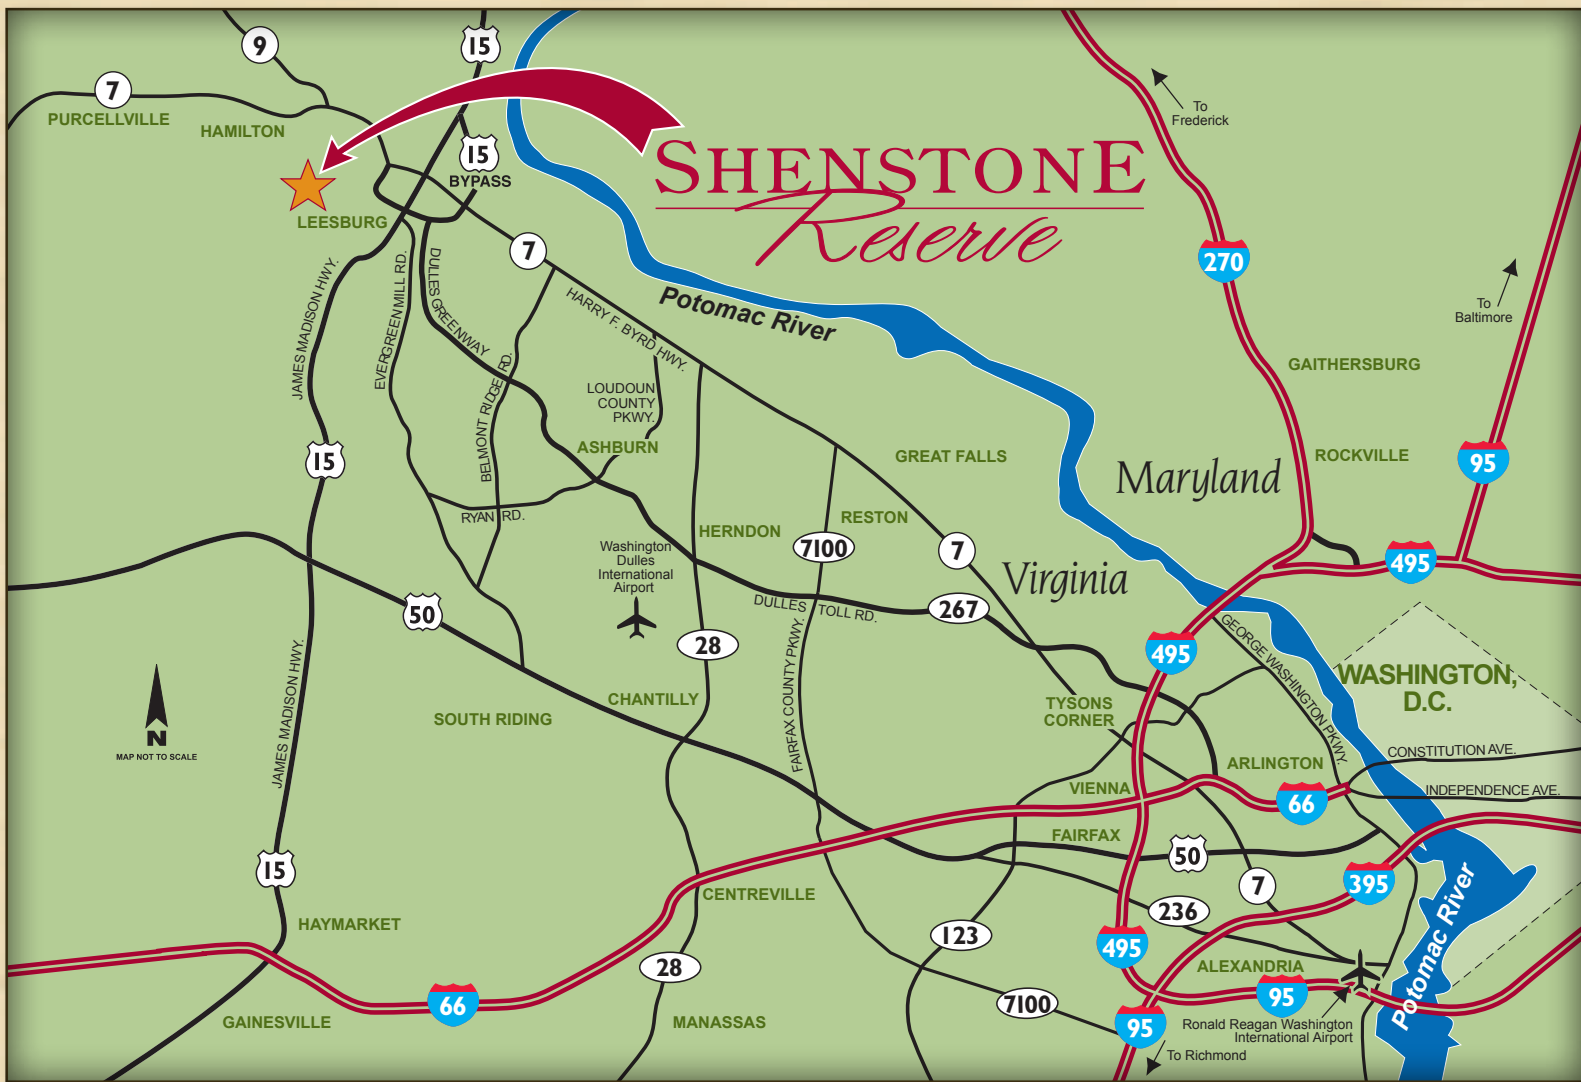 9
15
7
PURCELLVILLE
HAMILTON
15
BYPASS
LEESBURG
SHENSTONE
Reserve
To
Frederick
270
To
Baltimore
7
JAMES MADISON HWY.
EVERGREEN MILL RD.
DULLES GREENWAY
BELMONT RIDGE RD.
HARRY F. BYRD HWY.
Potomac River
LOUDOUN
COUNTY
PKWY.
ASHBURN
GAITHERSBURG
ROCKVILLE
95
GREAT FALLS
Maryland
15
RYAN RD.
HERNDON
RESTON
7100
7
Virginia
495
Washington
Dulles
International
Airport
50
DULLES TOLL RD.
267
28
FAIRFAX COUNTY PKWY.
495
GEORGE WASHINGTON PKWY.
WASHINGTON,
D.C.
JAMES MADISON HWY.
N
MAP NOT TO SCALE
SOUTH RIDING
CHANTILLY
TYSONS
CORNER
CONSTITUTION AVE.
ARLINGTON
INDEPENDENCE AVE.
VIENNA
66
FAIRFAX
50
15
7
395
CENTREVILLE
236
HAYMARKET
123
495
28
ALEXANDRIA
95
Potomac River
66
7100
GAINESVILLE
MANASSAS
95
Ronald Reagan Washington
International Airport
To Richmond